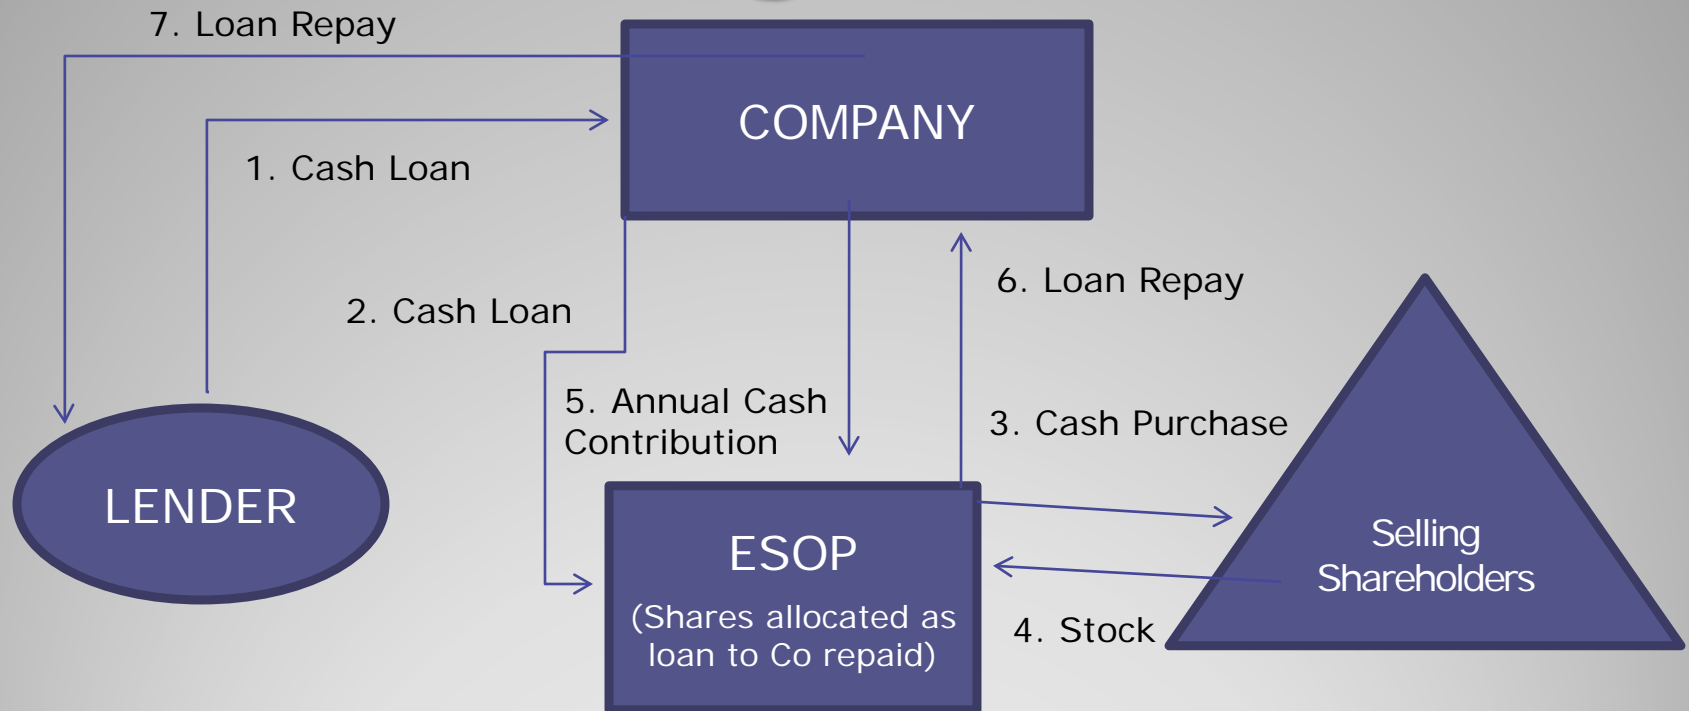 7. Loan Repay
COMPANY
1. Cash Loan
6. Loan Repay
2. Cash Loan
5. Annual Cash
Contribution
3. Cash Purchase
LENDER
ESOP
(Shares allocated as
loan to Co repaid)
Selling
Shareholders
4. Stock